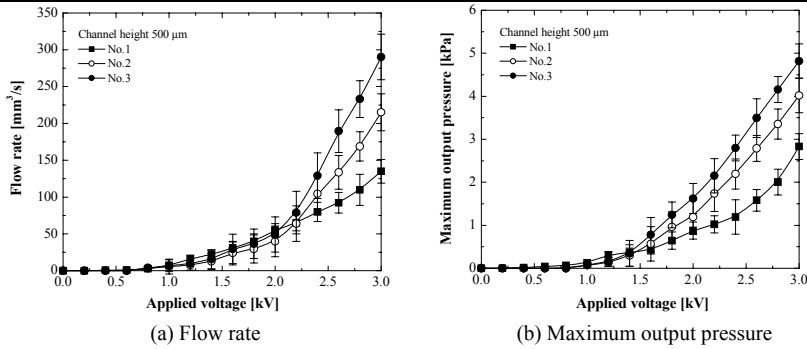 350
300
250
200
150
100
50
0
Flow rate [mm³/s]
Channel height 500 μm
No.1
No.2
No.3
0.0 0.5 1.0 1.5 2.0 2.5 3.0
Applied voltage [kV]
(a) Flow rate
6
5
4
3
2
1
0
Maximum output pressure [kPa]
Channel height 500 μm
No.1
No.2
No.3
0.0 0.5 1.0 1.5 2.0 2.5 3.0
Applied voltage [kV]
(b) Maximum output pressure